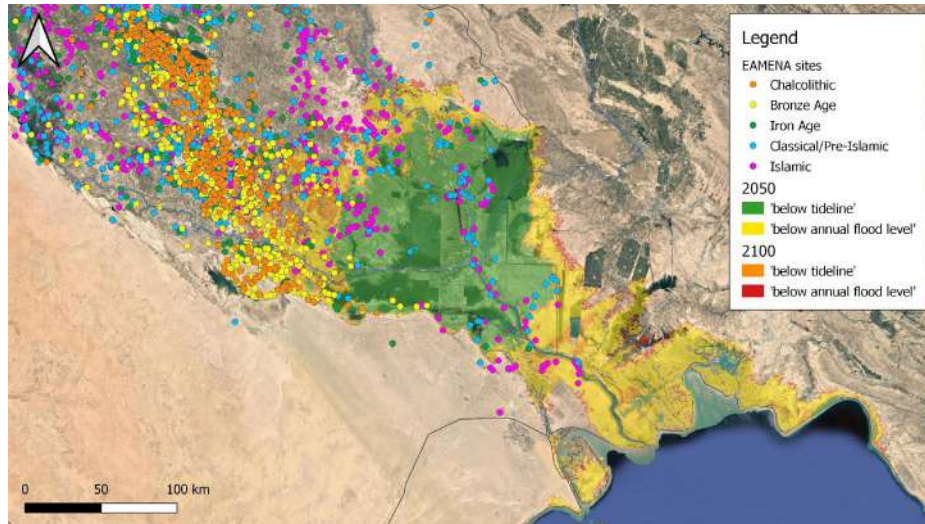 Legend
EAMENA sites
Chalcolithic
Bronze Age
Iron Age
Classical/Pre-Islamic
Islamic
2050
'below tideline'
'below annual flood level'
2100
'below tideline'
'below annual flood level'
0 50 100 km